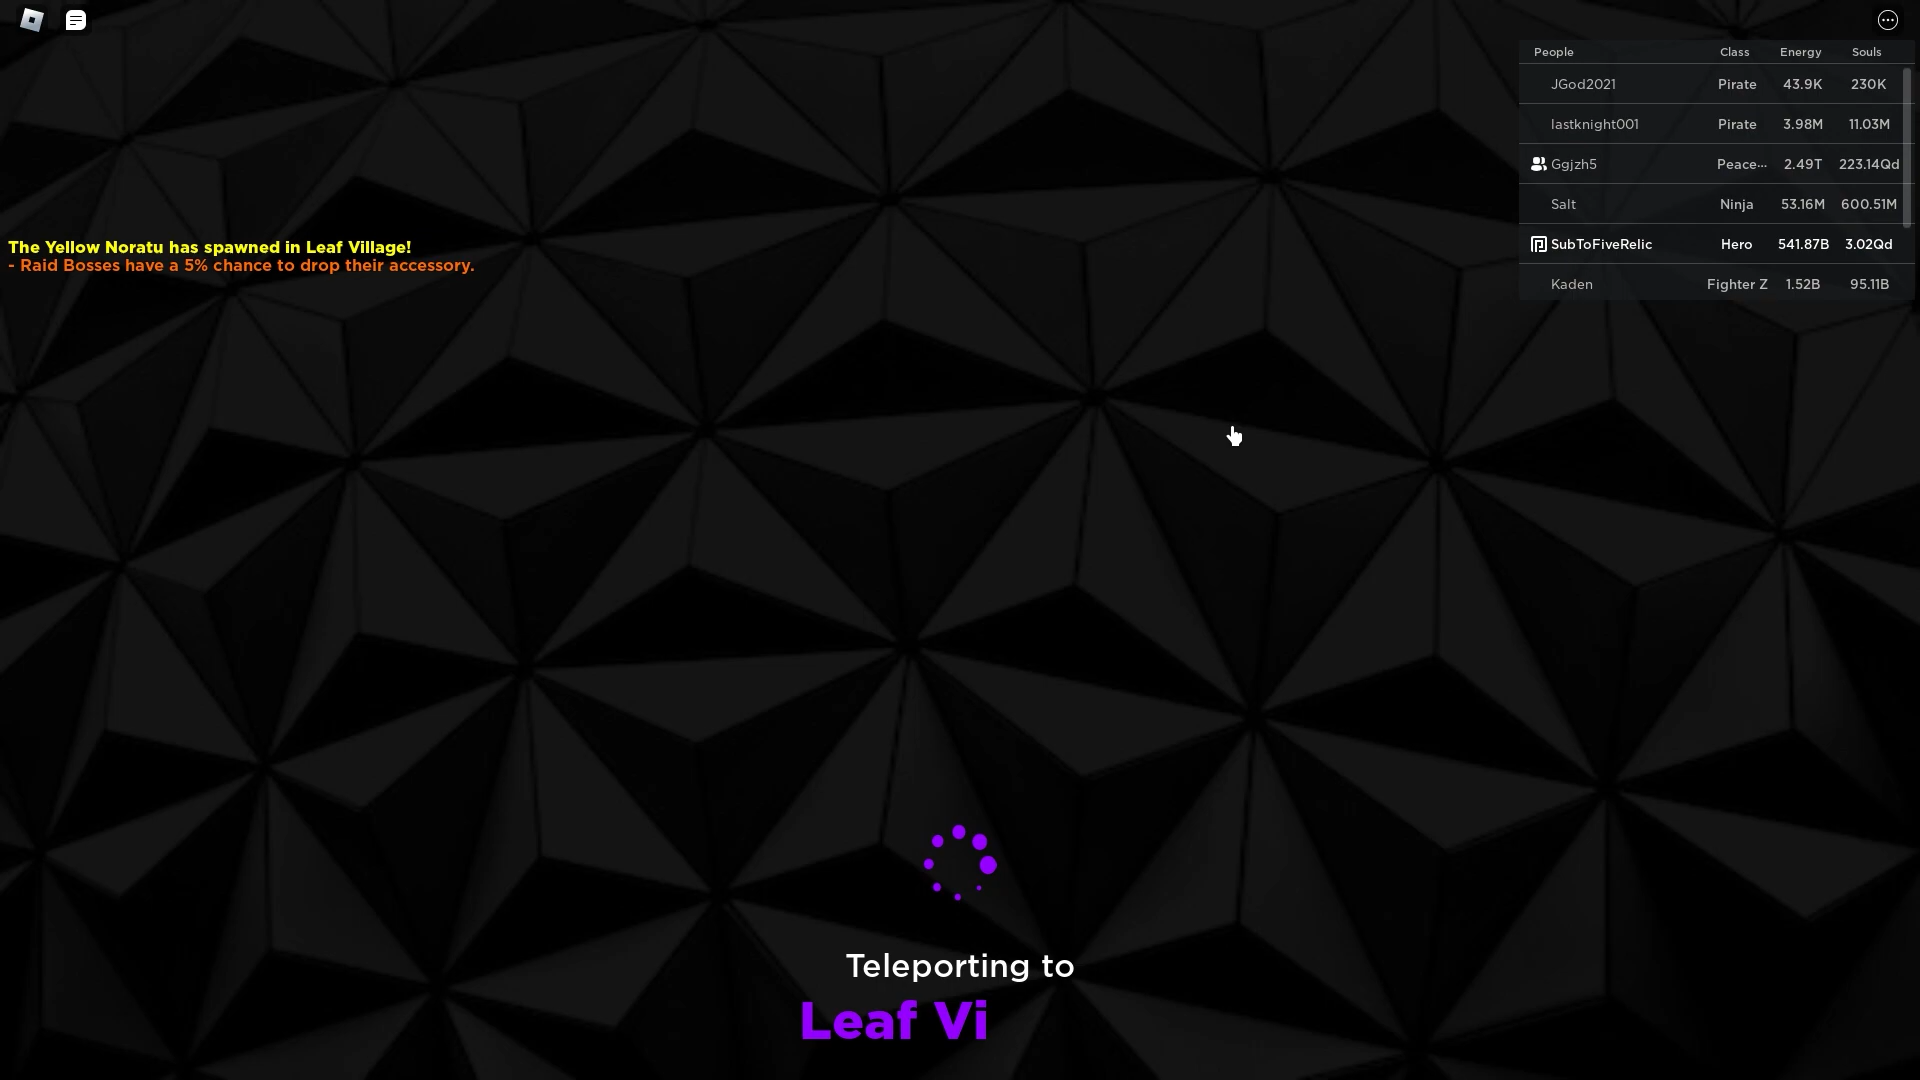 People Class Energy Souls
JGod2021 Pirate 43.9K 230K
lastknight001 Pirate 3.98M 11.03M
Ggjzh5 Peace... 2.49T 223.14Qd
Salt Ninja 53.16M 600.51M
SubToFiveRelic Hero 541.87B 3.02Qd
Kaden Fighter Z 1.52B 95.11B
The Yellow Noratu has spawned in Leaf Village!
- Raid Bosses have a 5% chance to drop their accessory.
Teleporting to
Leaf Vi